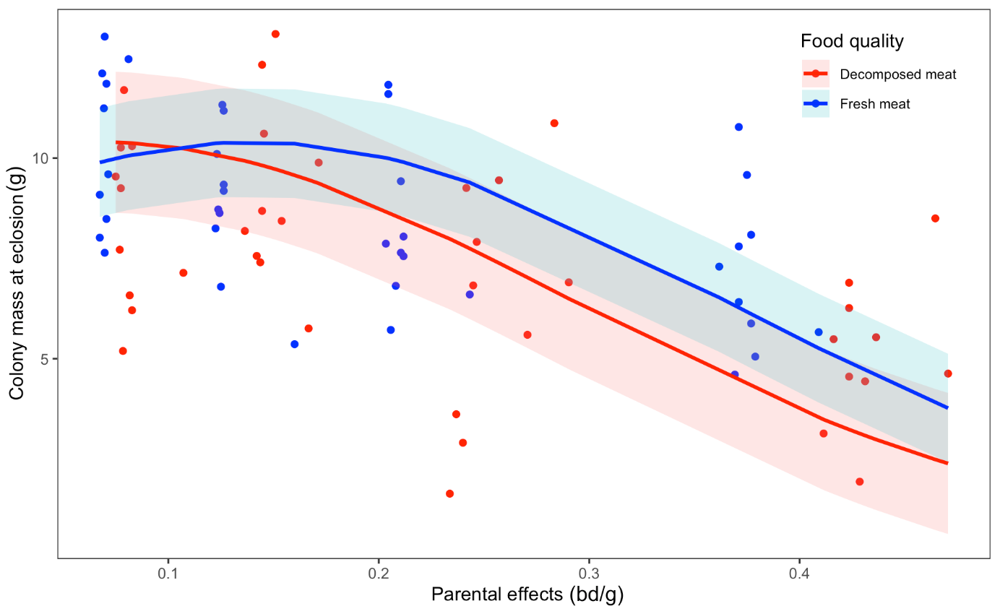 Food quality
Decomposed meat
Fresh meat
Colony mass at eclosion(g)
10
5
0.1
0.2
0.3
0.4
Parental effects (bd/g)